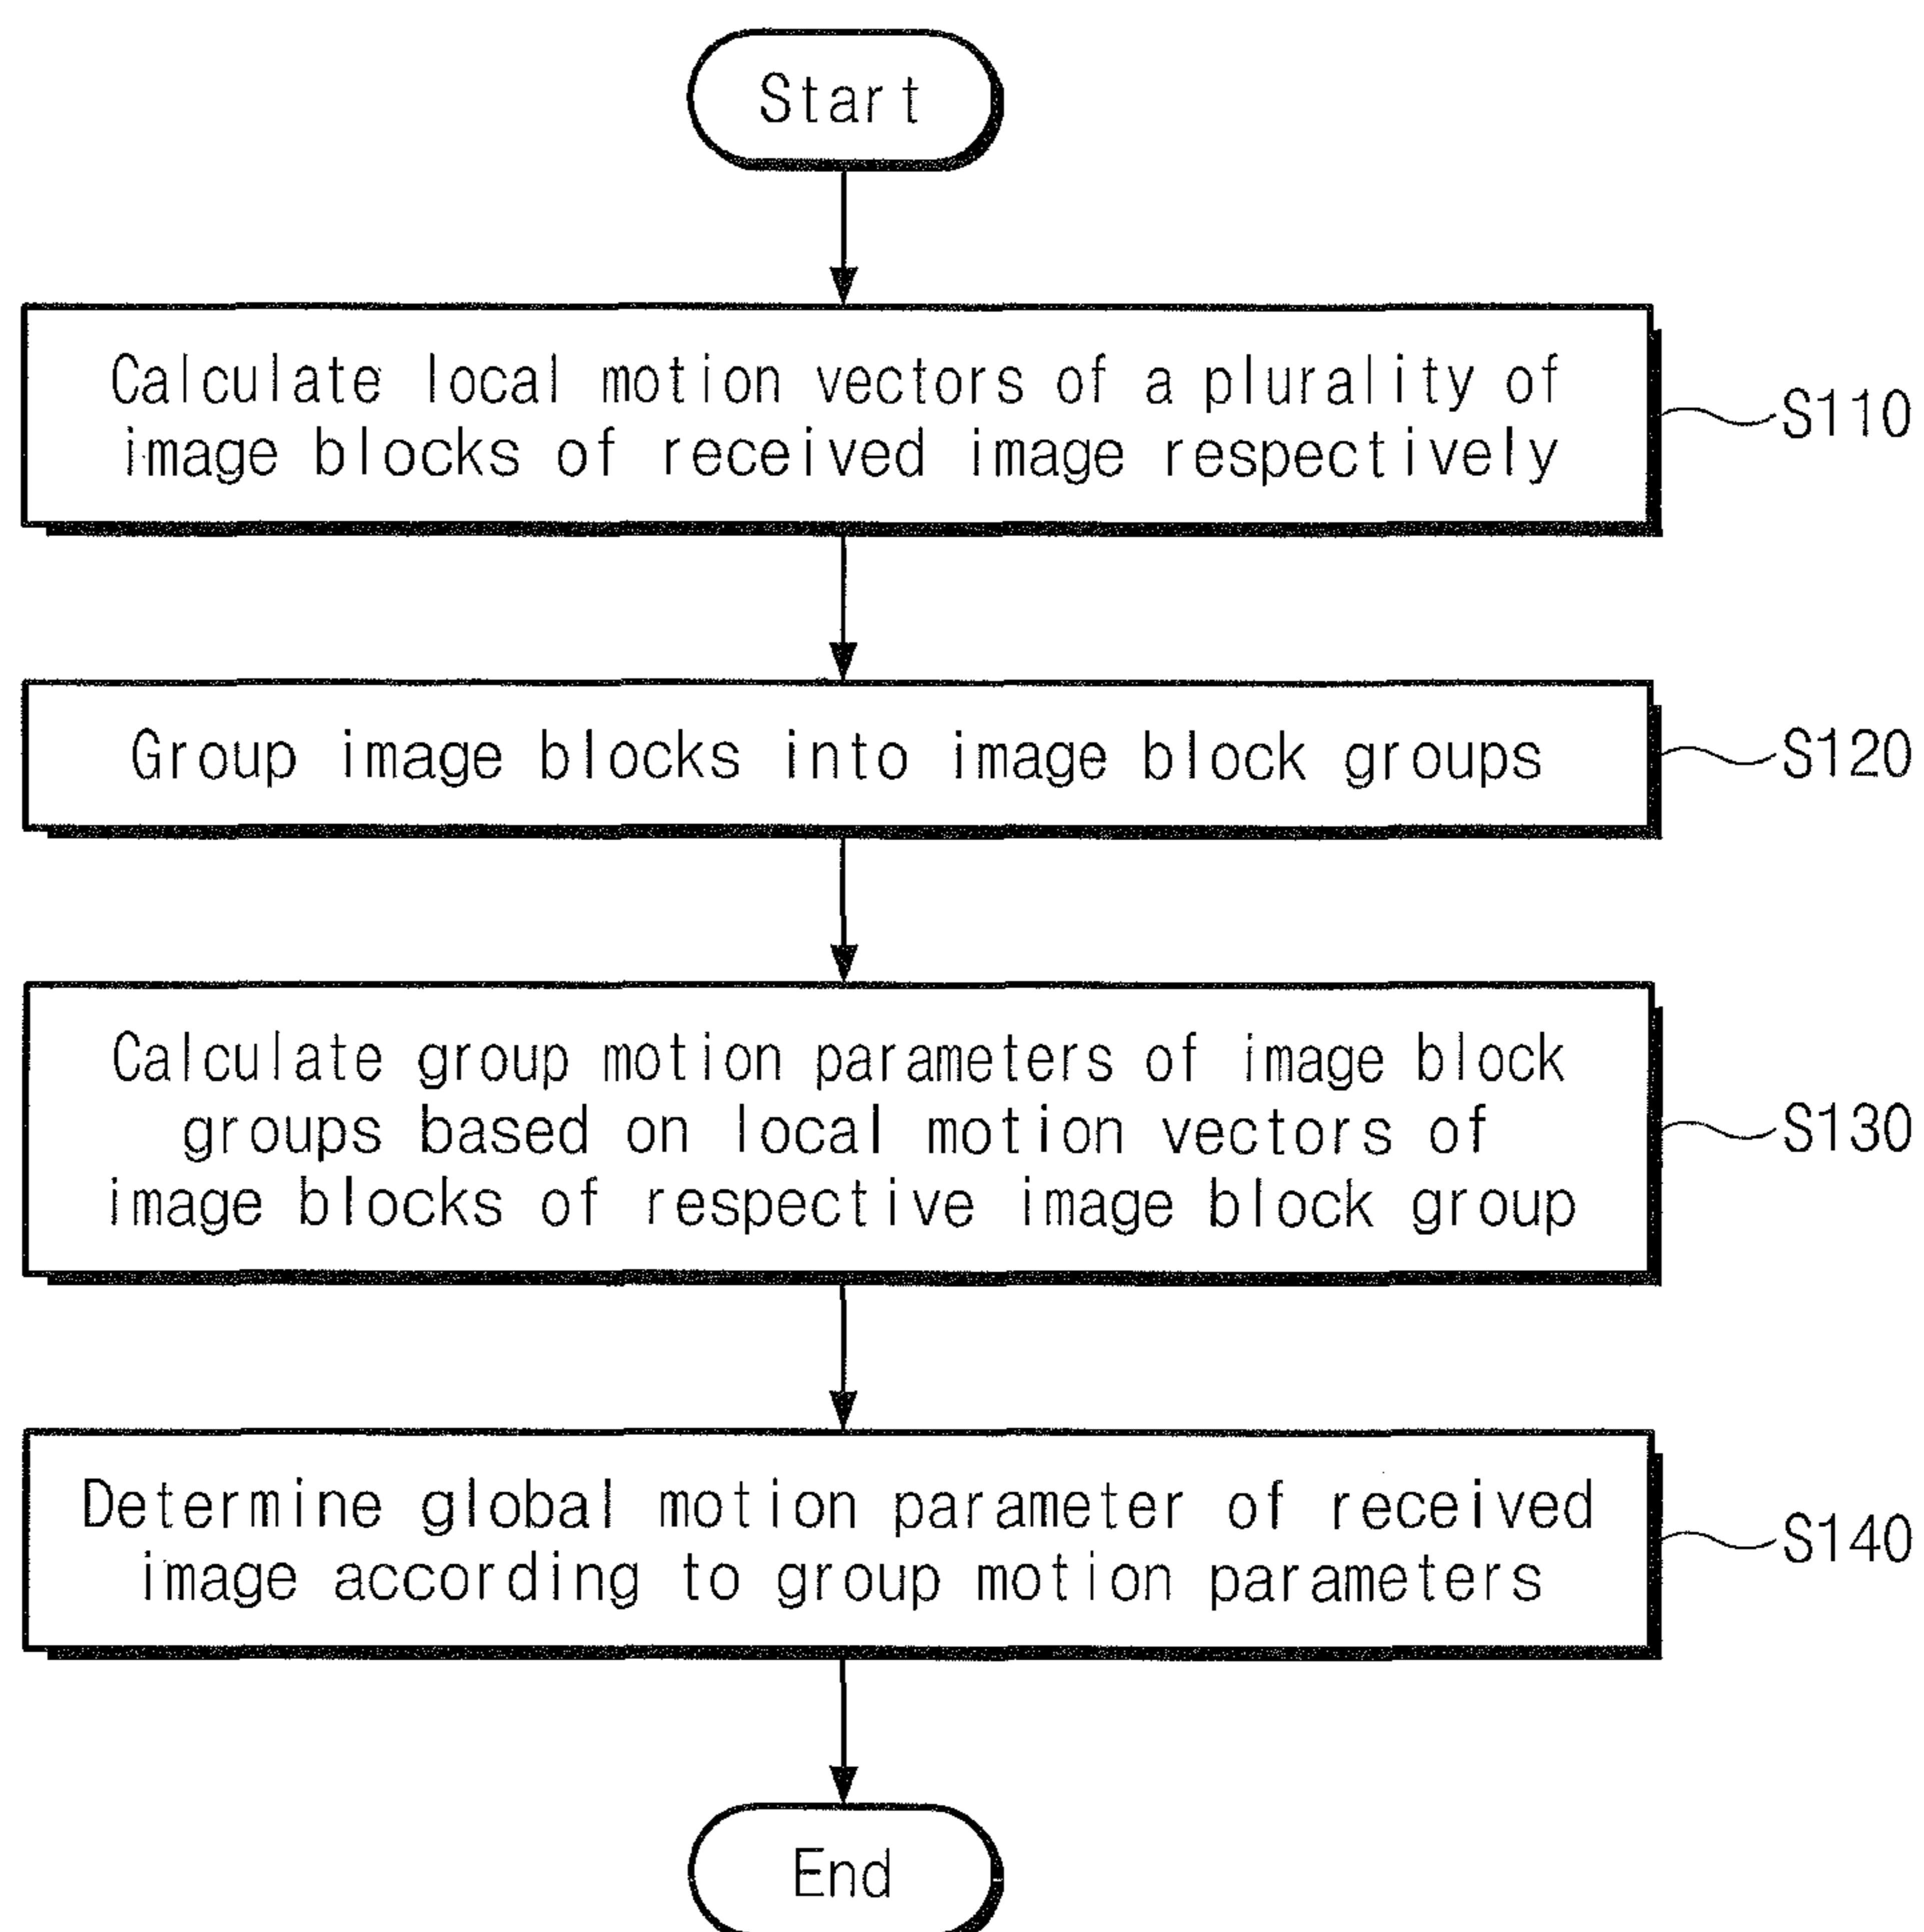 Start
Calculate local motion vectors of a plurality of
image blocks of received image respectively
S110
Group image blocks into image block groups
S120
Calculate group motion parameters of image block
groups based on local motion vectors of
image blocks of respective image block group
S130
Determine global motion parameter of received
image according to group motion parameters
S140
End